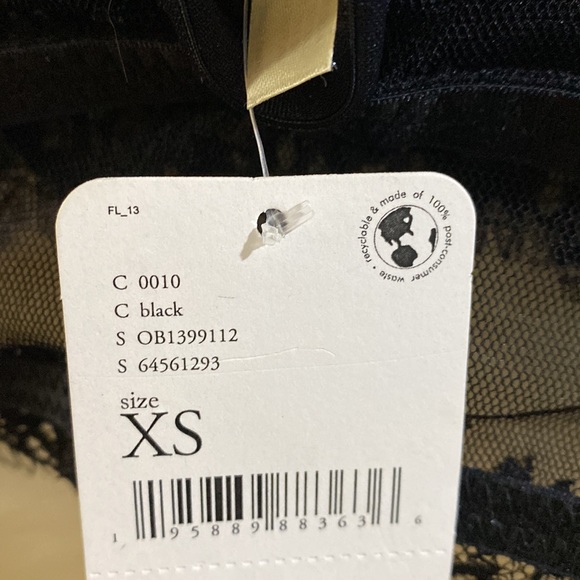 FL_13
recyclable & made of 100% post-consumer waste •
C 0010
C black
S OB1399112
S 64561293
size
XS
1 95889 88363 6